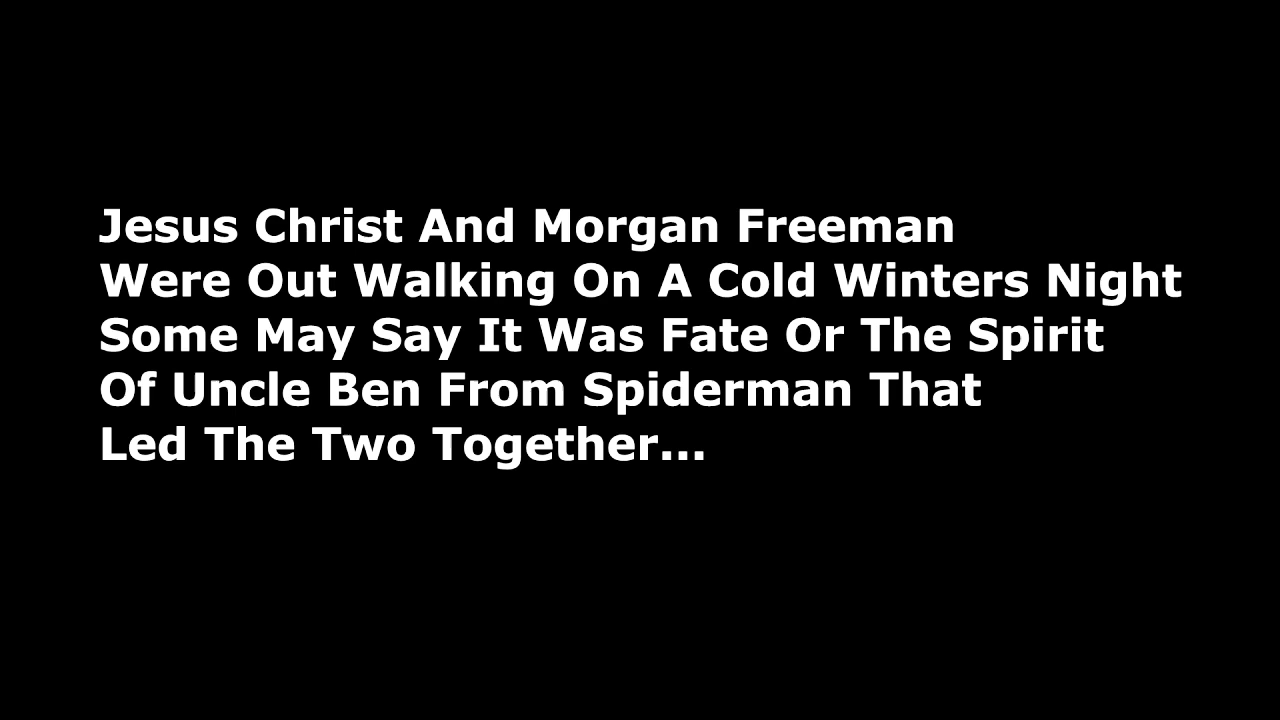 Jesus Christ And Morgan Freeman
Were Out Walking On A Cold Winters Night
Some May Say It Was Fate Or The Spirit
Of Uncle Ben From Spiderman That
Led The Two Together...